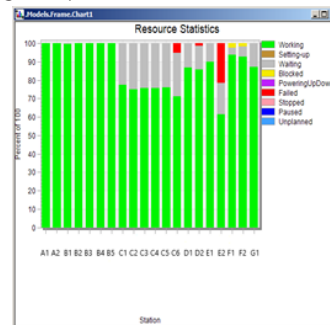 .Models.Frame.Chart1
Resource Statistics
Percent of 100
100
90
80
70
60
50
40
30
20
10
0
A1 A2 B1 B2 B3 B4 B5 C1 C2 C3 C4 C5 C6 D1 D2 E1 E2 F1 F2 G1
Station
Working
Setting-up
Waiting
Blocked
PoweringUpDow
Failed
Stopped
Paused
Unplanned